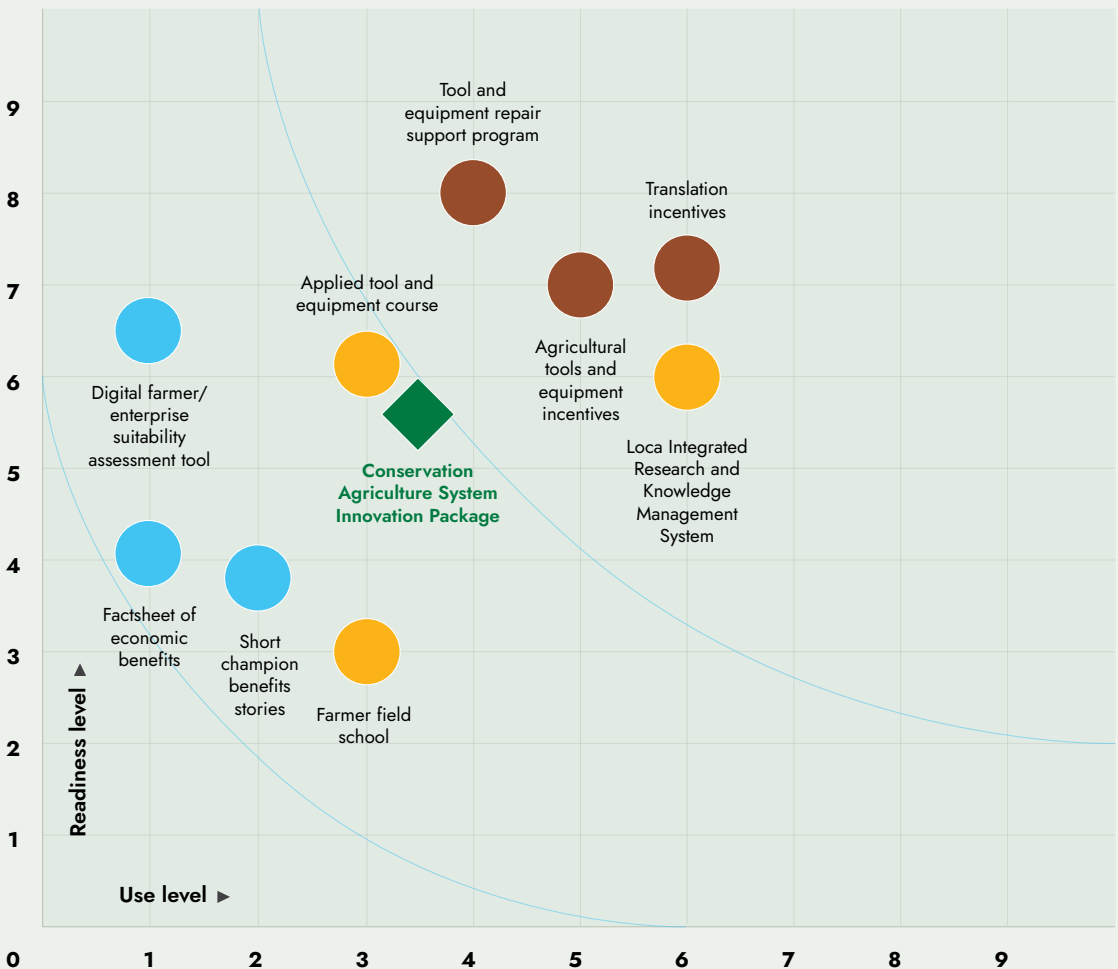 9
8
7
6
5
4
3
2
1
0
Readiness level ▲
Use level ►
1
2
3
4
5
6
7
8
9
Tool and
equipment repair
support program
Translation
incentives
Applied tool and
equipment course
Agricultural
tools and
equipment
incentives
Digital farmer/
enterprise
suitability
assessment tool
Loca Integrated
Research and
Knowledge
Management
System
Conservation
Agriculture System
Innovation Package
Factsheet of
economic
benefits
Short
champion
benefits
stories
Farmer field
school